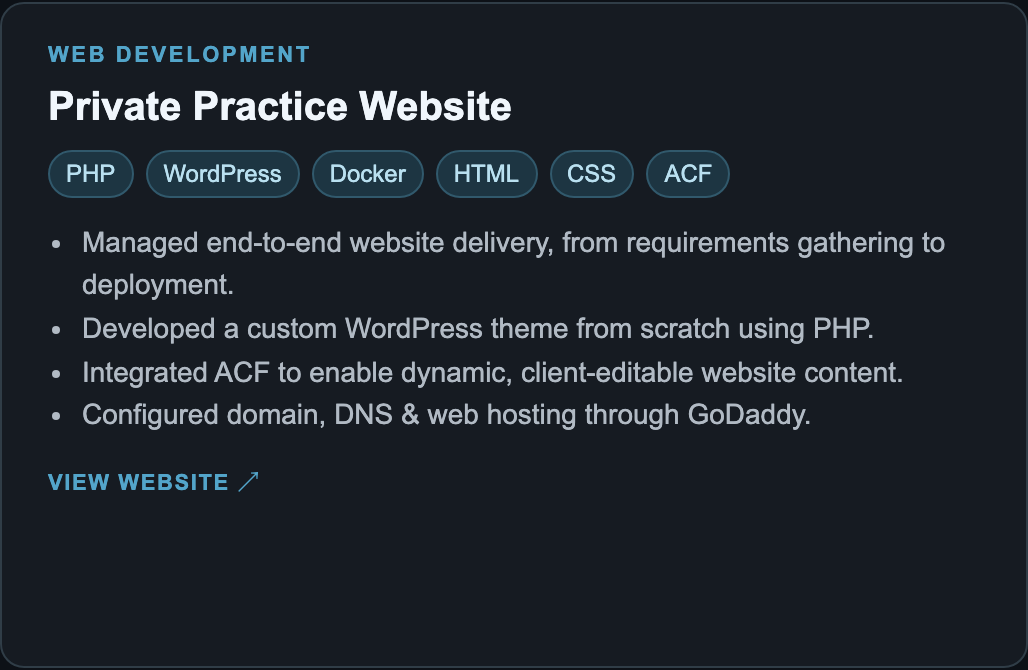 WEB DEVELOPMENT
Private Practice Website
PHP WordPress Docker HTML CSS ACF
• Managed end-to-end website delivery, from requirements gathering to
deployment.
• Developed a custom WordPress theme from scratch using PHP.
• Integrated ACF to enable dynamic, client-editable website content.
• Configured domain, DNS & web hosting through GoDaddy.
VIEW WEBSITE ↗